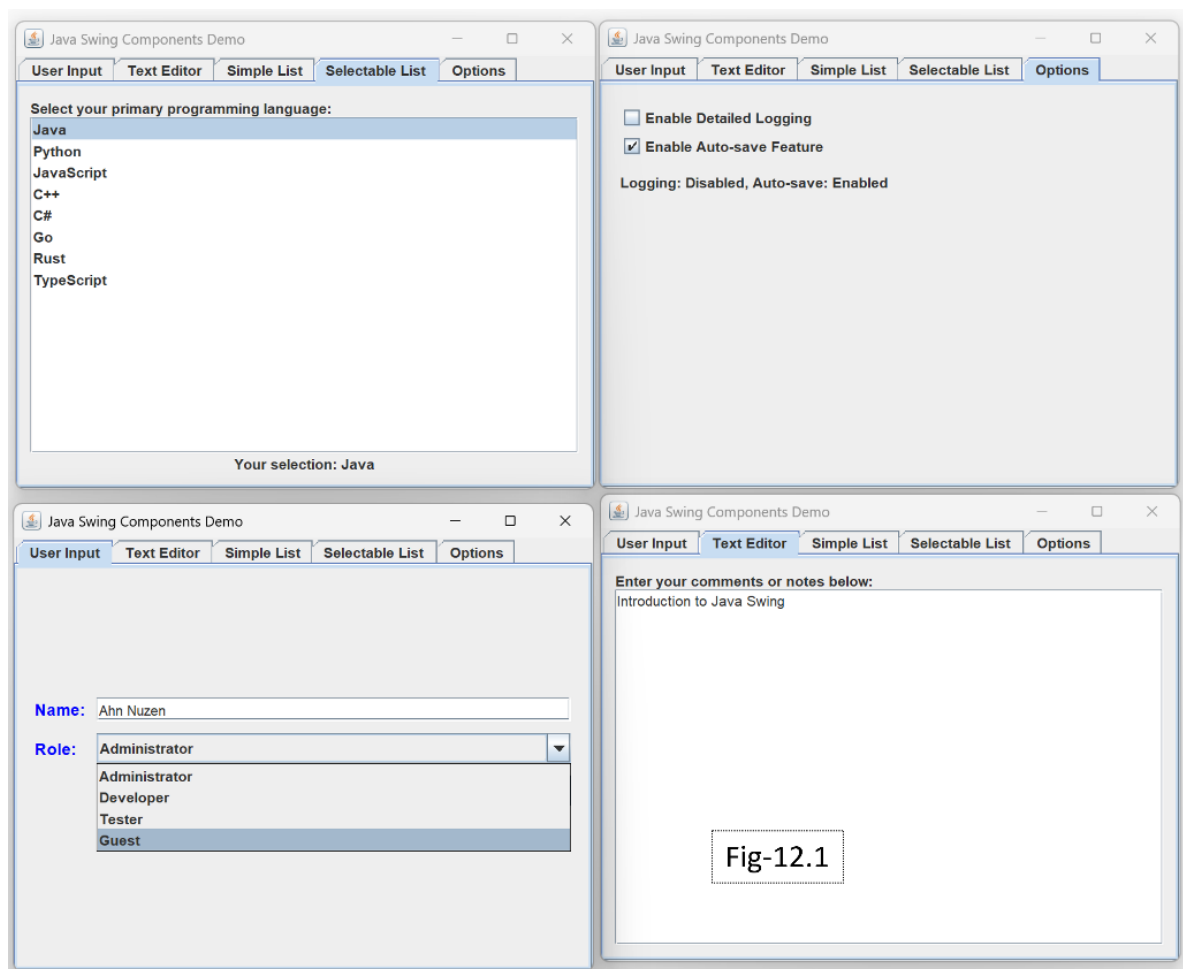 Java Swing Components Demo
User Input Text Editor Simple List Selectable List Options
Select your primary programming language:
Java
Python
JavaScript
C++
C#
Go
Rust
TypeScript
Your selection: Java
Java Swing Components Demo
User Input Text Editor Simple List Selectable List Options
Enable Detailed Logging
Enable Auto-save Feature
Logging: Disabled, Auto-save: Enabled
Java Swing Components Demo
User Input Text Editor Simple List Selectable List Options
Name: Ahn Nuzen
Role: Administrator
Administrator
Developer
Tester
Guest
Java Swing Components Demo
User Input Text Editor Simple List Selectable List Options
Enter your comments or notes below:
Introduction to Java Swing
Fig-12.1